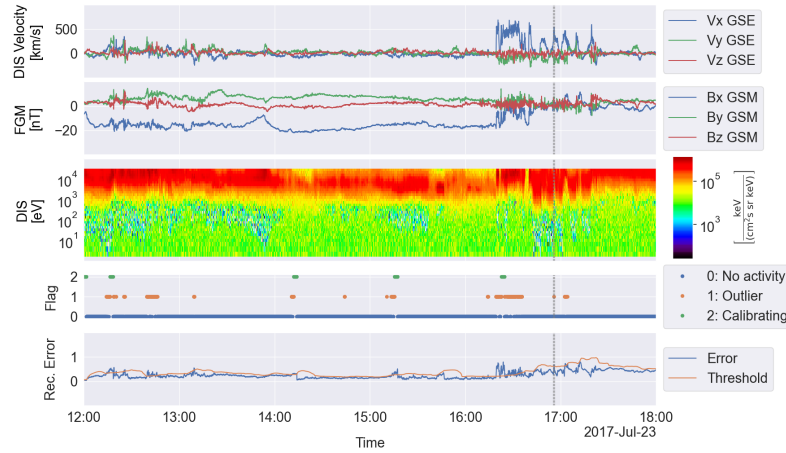 DIS Velocity
[km/s]
500
0
Vx GSE
Vy GSE
Vz GSE
FGM
[nT]
0
−20
Bx GSM
By GSM
Bz GSM
DIS
[eV]
10⁴
10³
10²
10¹
10⁵
10³
keV
(cm²s sr keV)
Flag
2
1
0
0: No activity
1: Outlier
2: Calibrating
Rec. Error
1
0
Error
Threshold
12:00 13:00 14:00 15:00 16:00 17:00 18:00
2017-Jul-23
Time